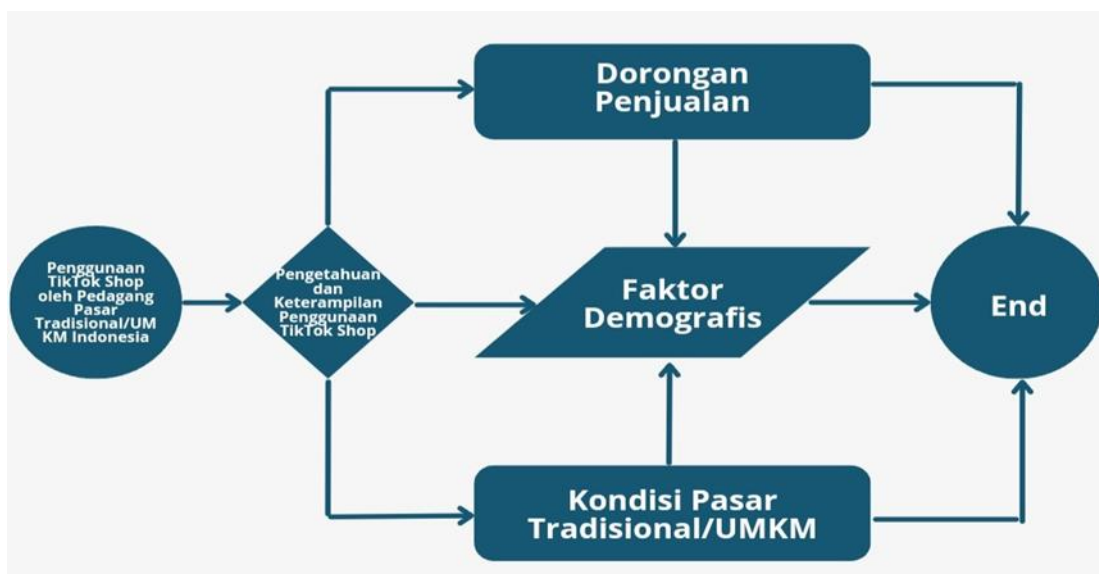 Dorongan
Penjualan
Penggunaan
TikTok Shop
oleh Pedagang
Pasar
Tradisional/UM
KM Indonesia
Pengetahuan
dan
Keterampilan
Penggunaan
TikTok Shop
Faktor
Demografis
End
Kondisi Pasar
Tradisional/UMKM